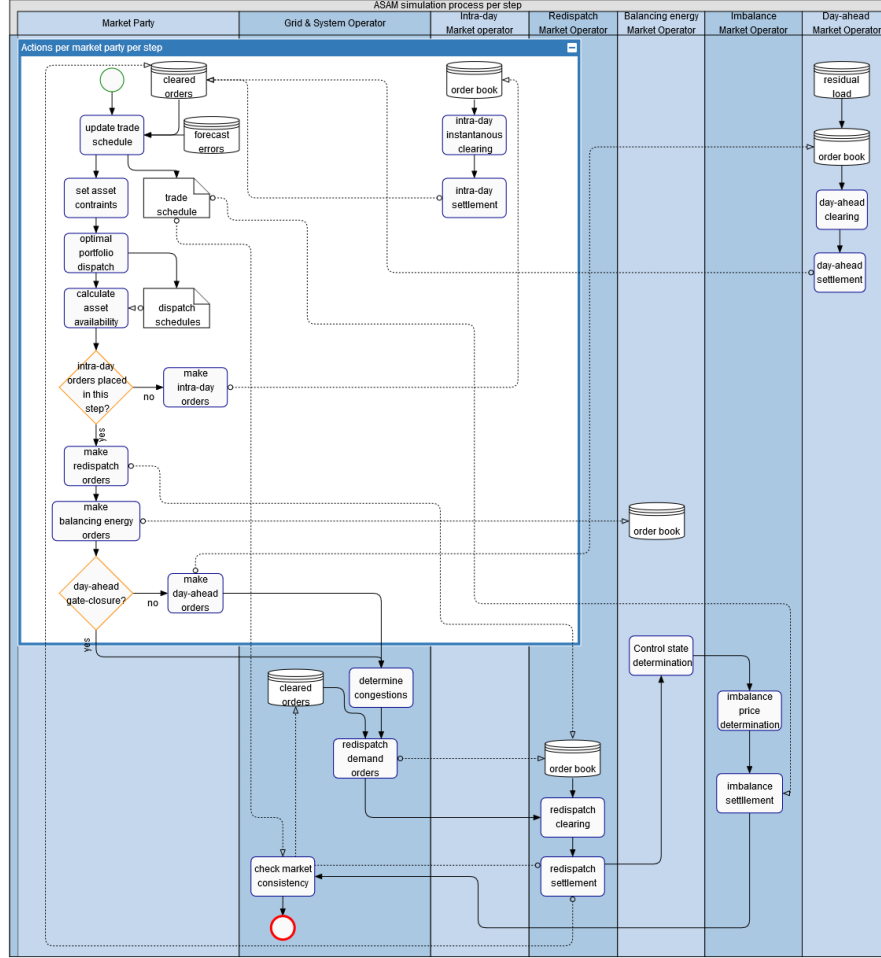 ASAM simulation process per step
Market Party
Grid & System Operator
Intra-day
Market operator
Redispatch
Market Operator
Balancing energy
Market Operator
Imbalance
Market Operator
Day-ahead
Market Operator
Actions per market party per step
cleared
orders
order book
residual
load
update trade
schedule
forecast
errors
intra-day
instantanous
clearing
order book
set asset
contraints
trade
schedule
intra-day
settlement
day-ahead
clearing
optimal
portfolio
dispatch
day-ahead
settlement
calculate
asset
availability
dispatch
schedules
intra-day
orders placed
in this
step?
no
make
intra-day
orders
yes
make
redispatch
orders
make
balancing energy
orders
order book
day-ahead
gate-closure?
no
make
day-ahead
orders
yes
Control state
determination
cleared
orders
determine
congestions
imbalance
price
determination
redispatch
demand
orders
order book
imbalance
settllement
redispatch
clearing
check market
consistency
redispatch
settlement